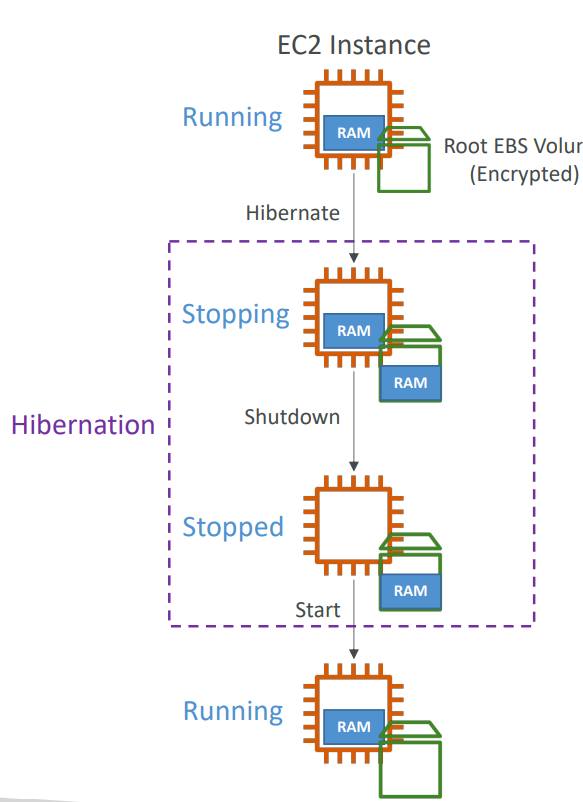 EC2 Instance
Running
RAM
Root EBS Volur
(Encrypted)
Hibernate
Stopping
RAM
RAM
Hibernation
Shutdown
Stopped
RAM
Start
Running
RAM